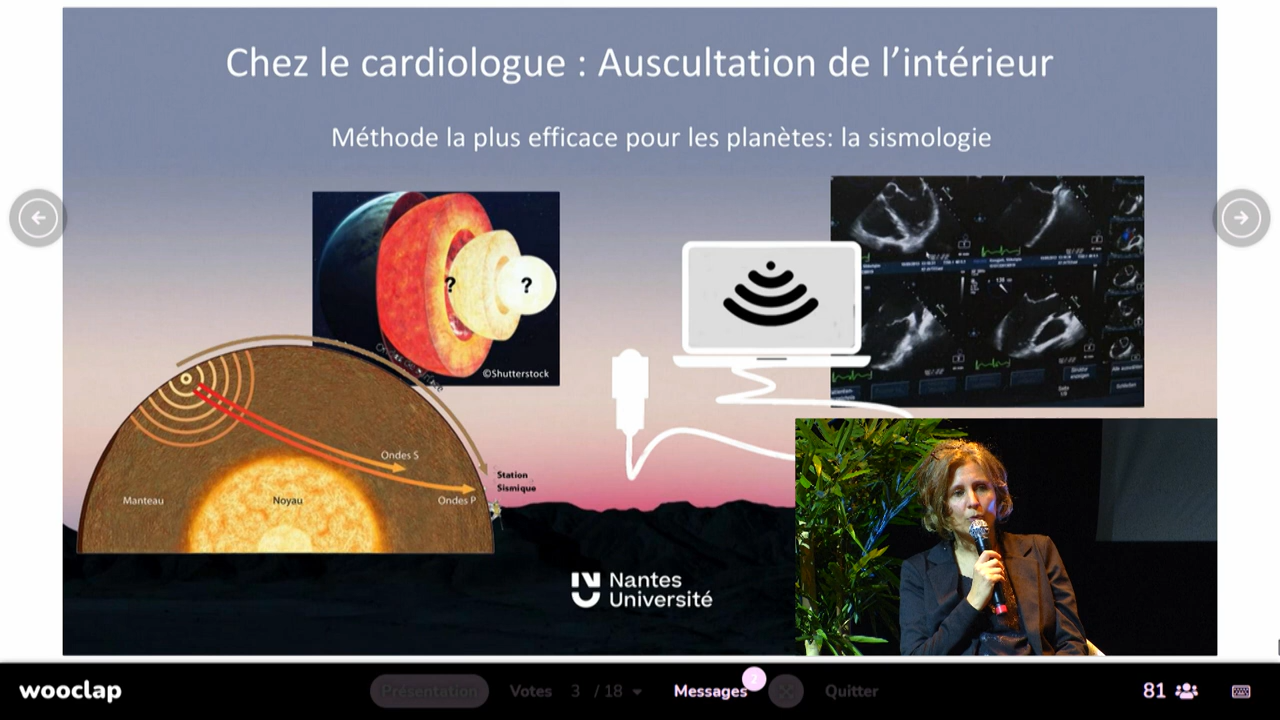 Chez le cardiologue : Auscultation de l’intérieur
Méthode la plus efficace pour les planètes: la sismologie
?
?
©Shutterstock
Ondes S
Station
Sismique
Manteau
Noyau
Ondes P
Nantes
Université
wooclap
Présentation
Votes
3 / 18
Messages
Quitter
81